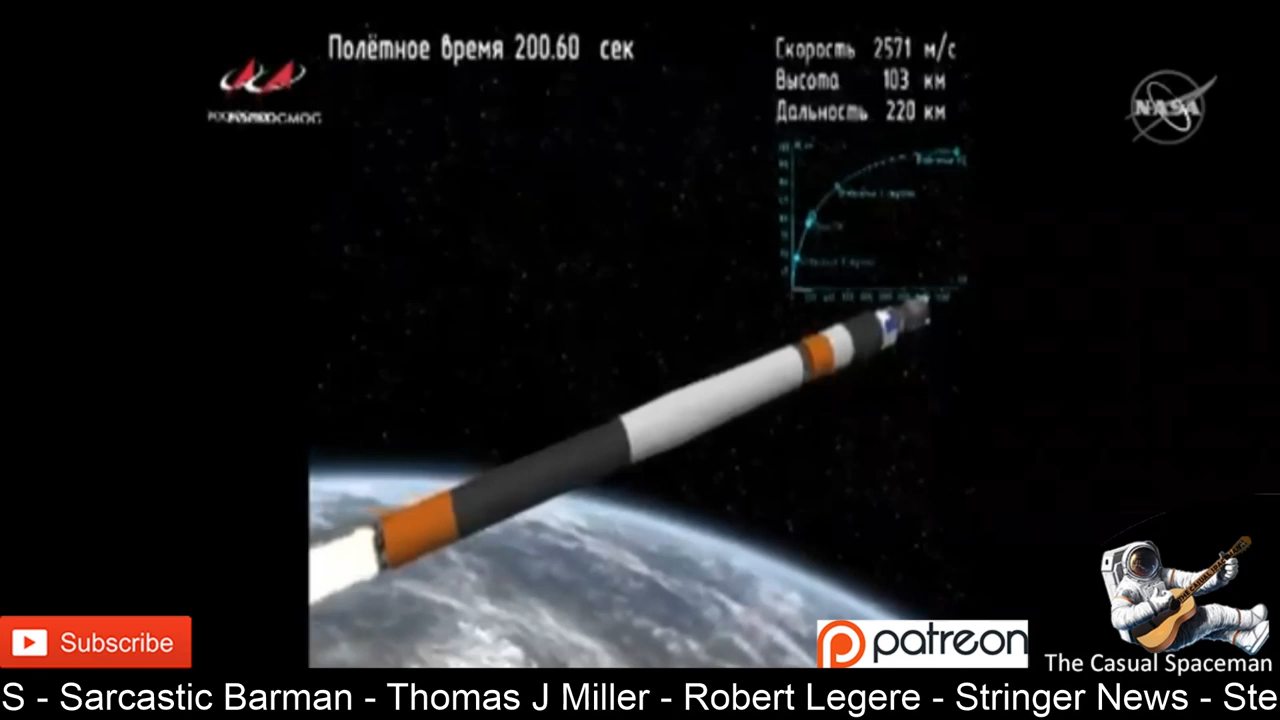 Полётное время 200.60 сек
Скорость 2571 м/с
Высота 103 км
Дальность 220 км
NASA
Subscribe
patreon
The Casual Spaceman
S - Sarcastic Barman - Thomas J Miller - Robert Legere - Stringer News - Ste